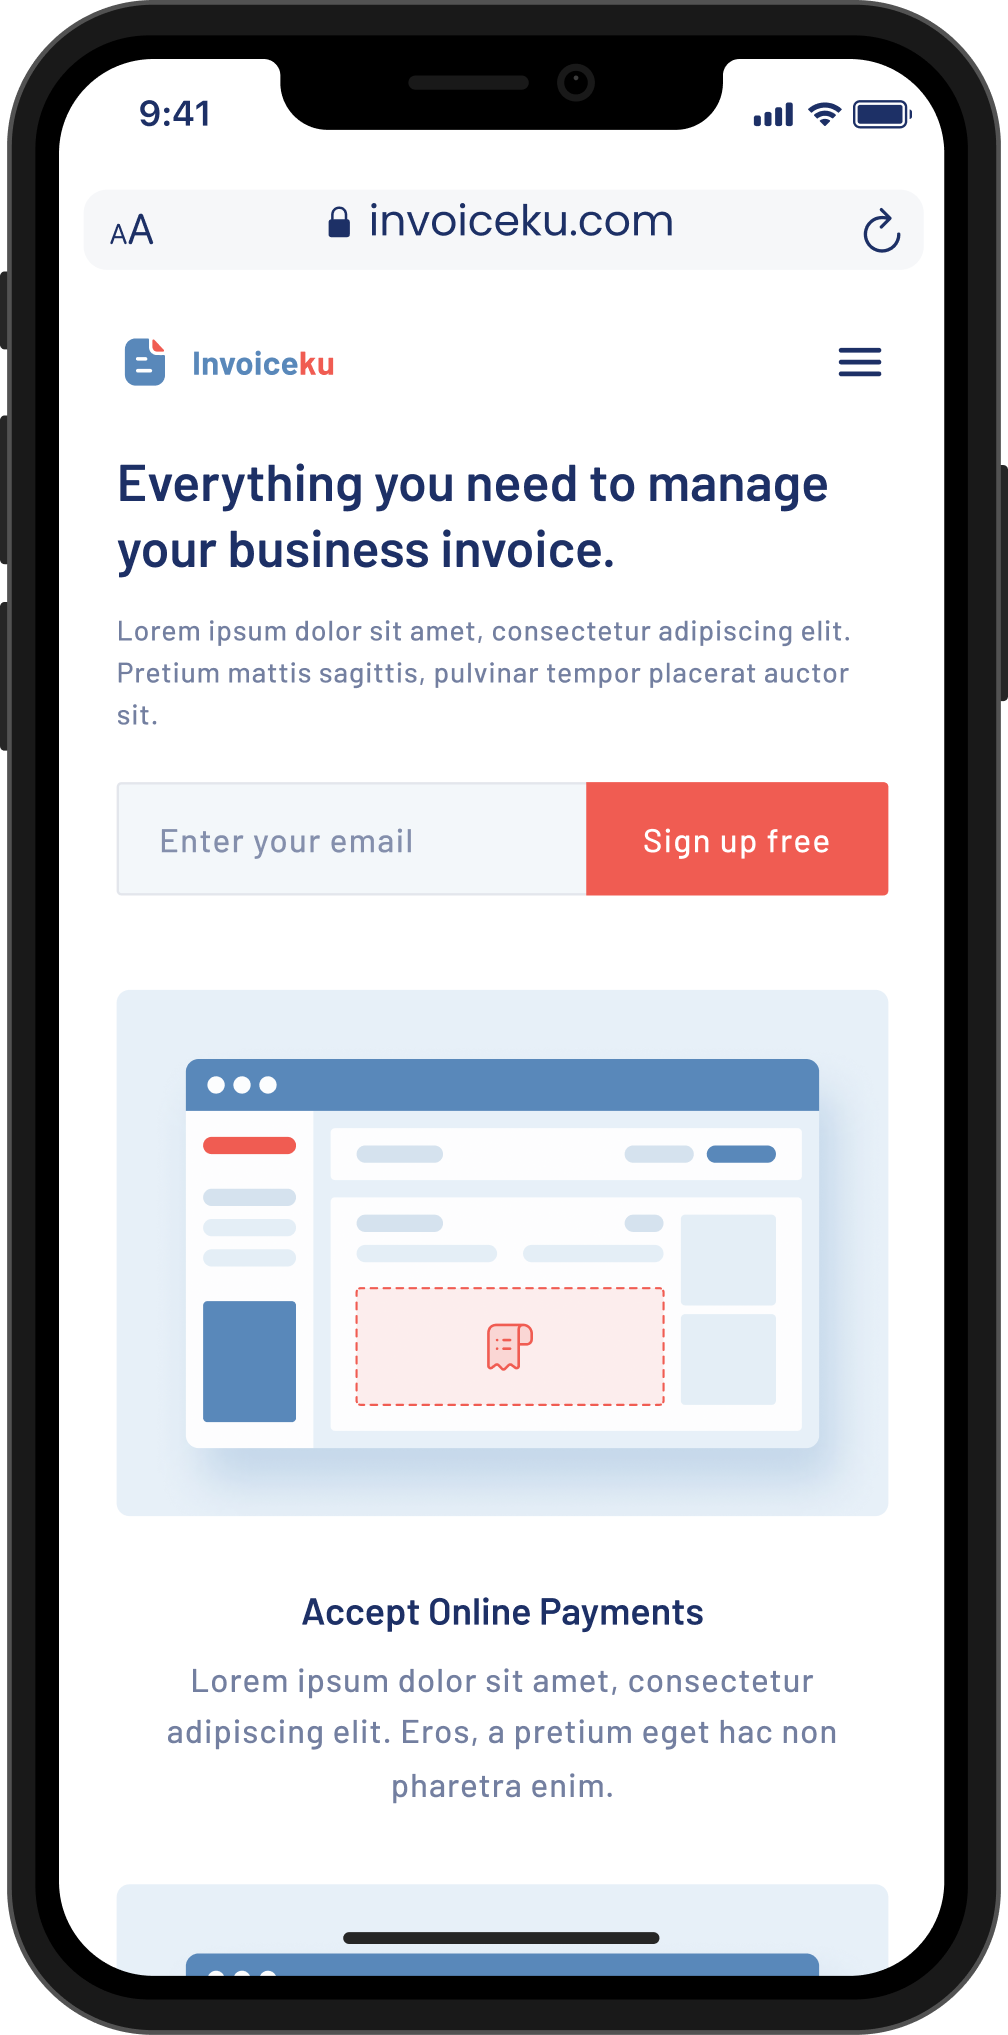 9:41
AA
invoiceku.com
Invoiceku
Everything you need to manage
your business invoice.
Lorem ipsum dolor sit amet, consectetur adipiscing elit.
Pretium mattis sagittis, pulvinar tempor placerat auctor
sit.
Enter your email
Sign up free
Accept Online Payments
Lorem ipsum dolor sit amet, consectetur
adipiscing elit. Eros, a pretium eget hac non
pharetra enim.